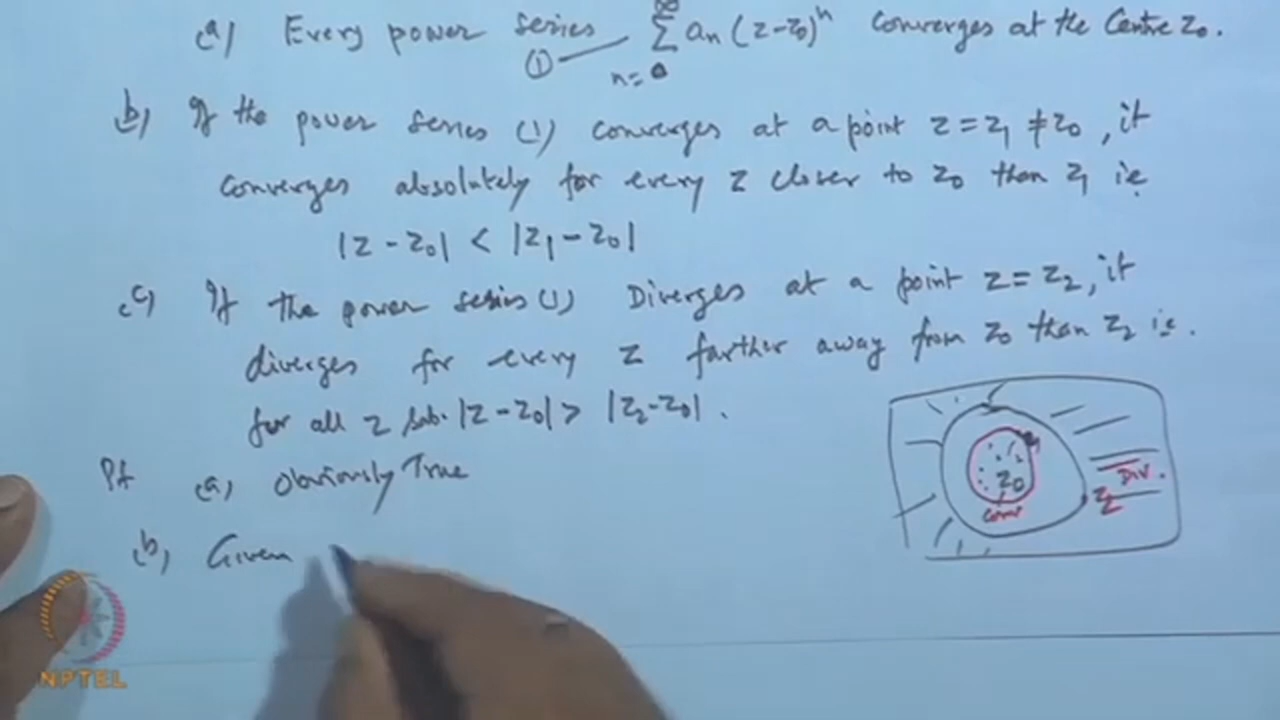 (a) Every power series ∑ aₙ (z-z₀)ⁿ converges at the Centre z₀.
① n=0
(b) If the power series (1) converges at a point z=z₁≠z₀, it
converges absolutely for every z closer to z₀ than z₁ i.e
|z-z₀| < |z₁-z₀|
(c) If the power series (1) Diverges at a point z=z₂, it
diverges for every z farther away from z₀ than z₂ i.e.
for all z s.t. |z-z₀| > |z₂-z₀|.
Pf (a) Obviously True
z₁
z₀
Conv
z₂
Div.
(b) Given
NPTEL